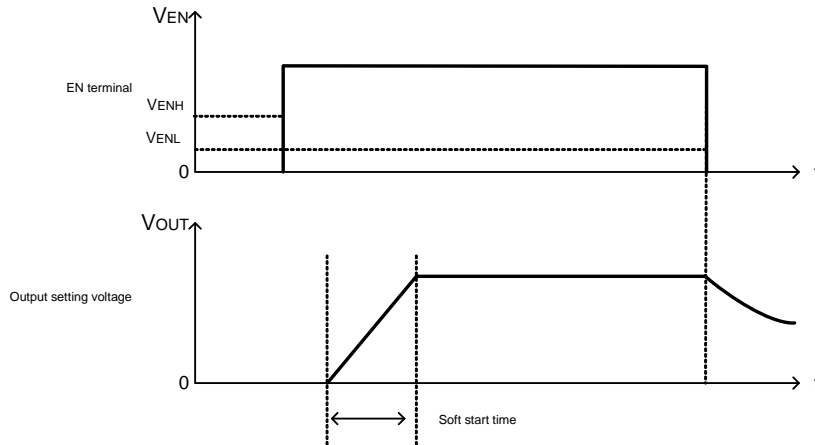 VEN
EN terminal
VENH
VENL
0
VOUT
Output setting voltage
0
Soft start time